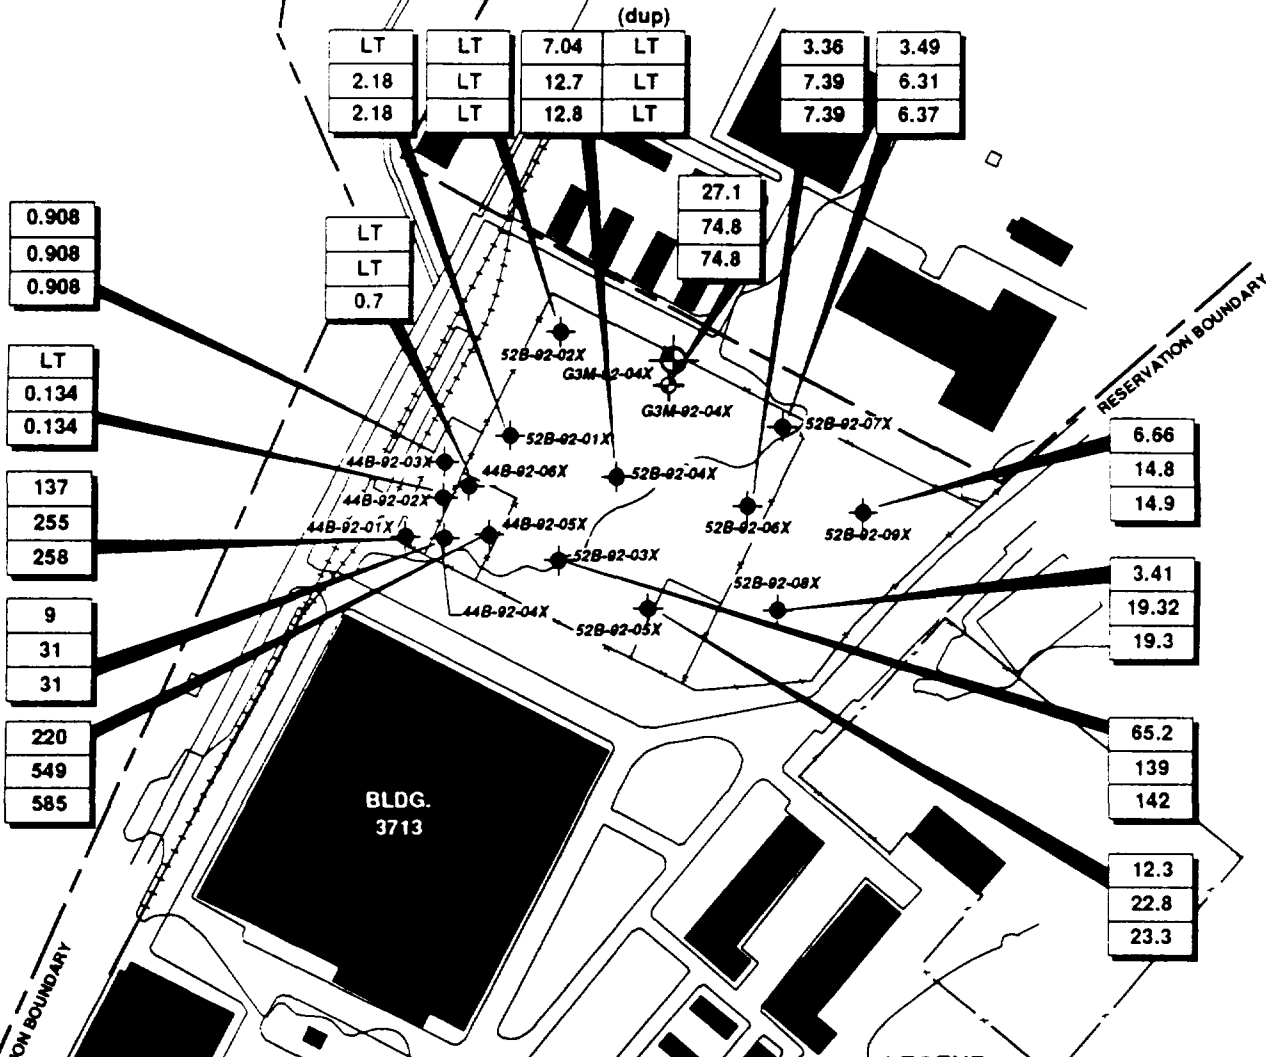 (dup)
LT
2.18
2.18
LT
LT
LT
7.04 LT
12.7 LT
12.8 LT
3.36
7.39
7.39
3.49
6.31
6.37
27.1
74.8
74.8
0.908
0.908
0.908
LT
LT
0.7
LT
0.134
0.134
137
255
258
9
31
31
220
549
585
RESERVATION BOUNDARY
52B-92-02X
G3M-92-04X
G3M-92-04X
52B-92-07X
52B-92-01X
44B-92-03X
44B-92-06X
52B-92-04X
44B-92-02X
44B-92-01X
44B-92-05X
52B-92-06X
52B-92-09X
52B-92-03X
52B-92-08X
44B-92-04X
52B-92-05X
6.66
14.8
14.9
3.41
19.32
19.3
65.2
139
142
12.3
22.8
23.3
BLDG.
3713
ON BOUNDARY